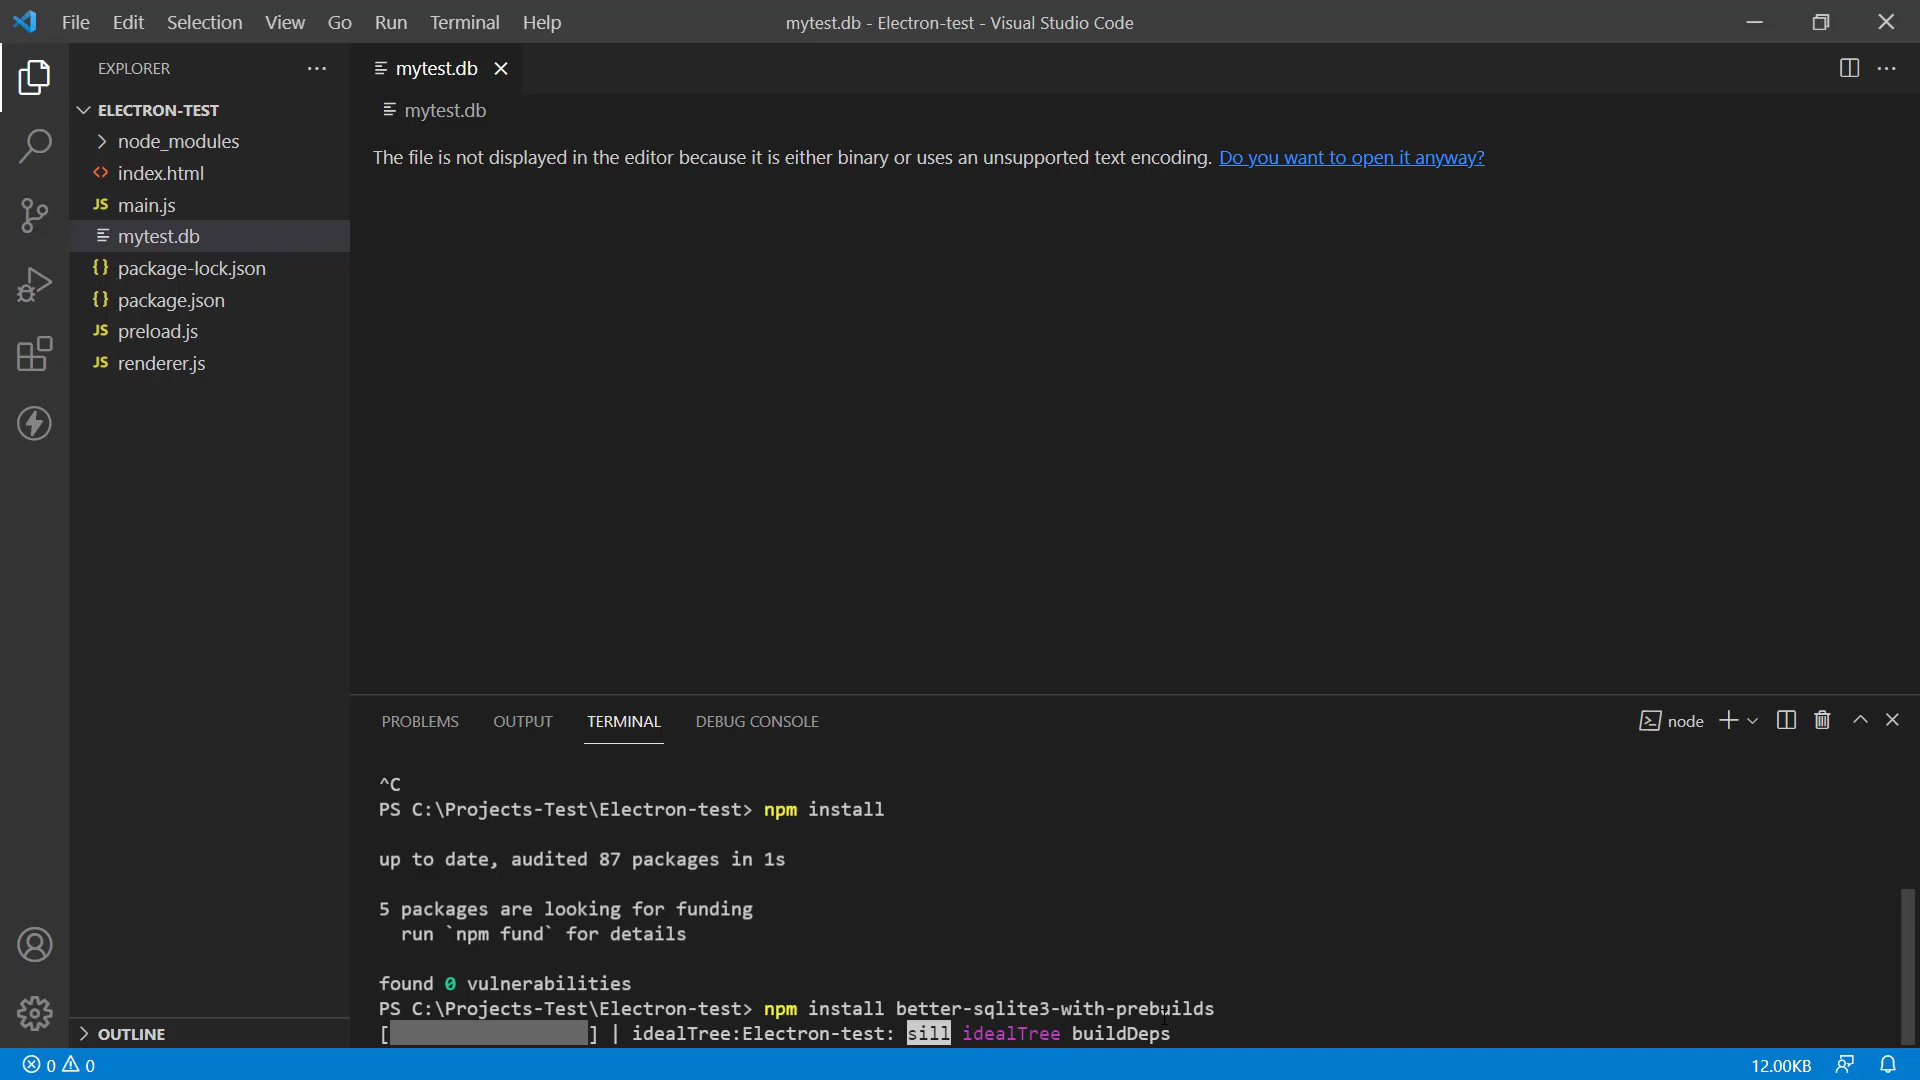 File Edit Selection View Go Run Terminal Help
mytest.db - Electron-test - Visual Studio Code
EXPLORER
ELECTRON-TEST
node_modules
index.html
JS main.js
mytest.db
{} package-lock.json
{} package.json
JS preload.js
JS renderer.js
OUTLINE
mytest.db
mytest.db
The file is not displayed in the editor because it is either binary or uses an unsupported text encoding. Do you want to open it anyway?
PROBLEMS OUTPUT TERMINAL DEBUG CONSOLE
node
^C
PS C:\Projects-Test\Electron-test> npm install
up to date, audited 87 packages in 1s
5 packages are looking for funding
run `npm fund` for details
found 0 vulnerabilities
PS C:\Projects-Test\Electron-test> npm install better-sqlite3-with-prebuilds
[ ] | idealTree:Electron-test: sill idealTree buildDeps
0 0
12.00KB